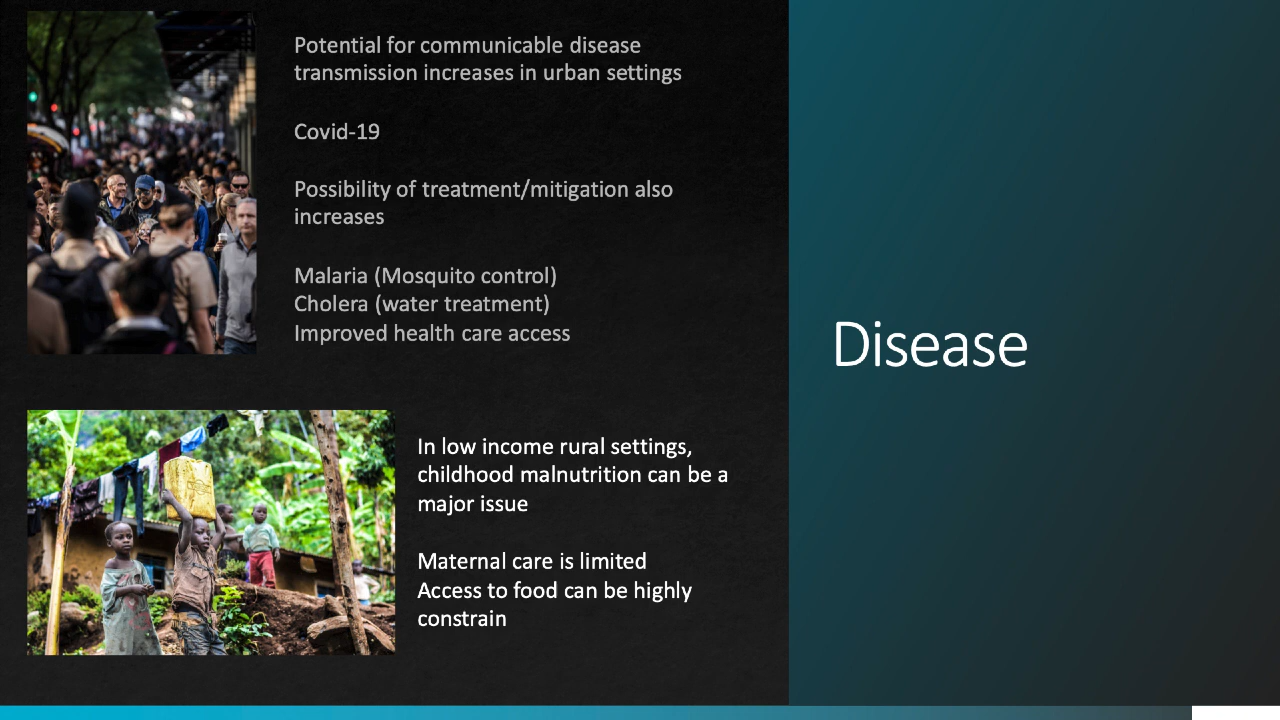 Potential for communicable disease
transmission increases in urban settings
Covid-19
Possibility of treatment/mitigation also
increases
Malaria (Mosquito control)
Cholera (water treatment)
Improved health care access
In low income rural settings,
childhood malnutrition can be a
major issue
Maternal care is limited
Access to food can be highly
constrain
Disease